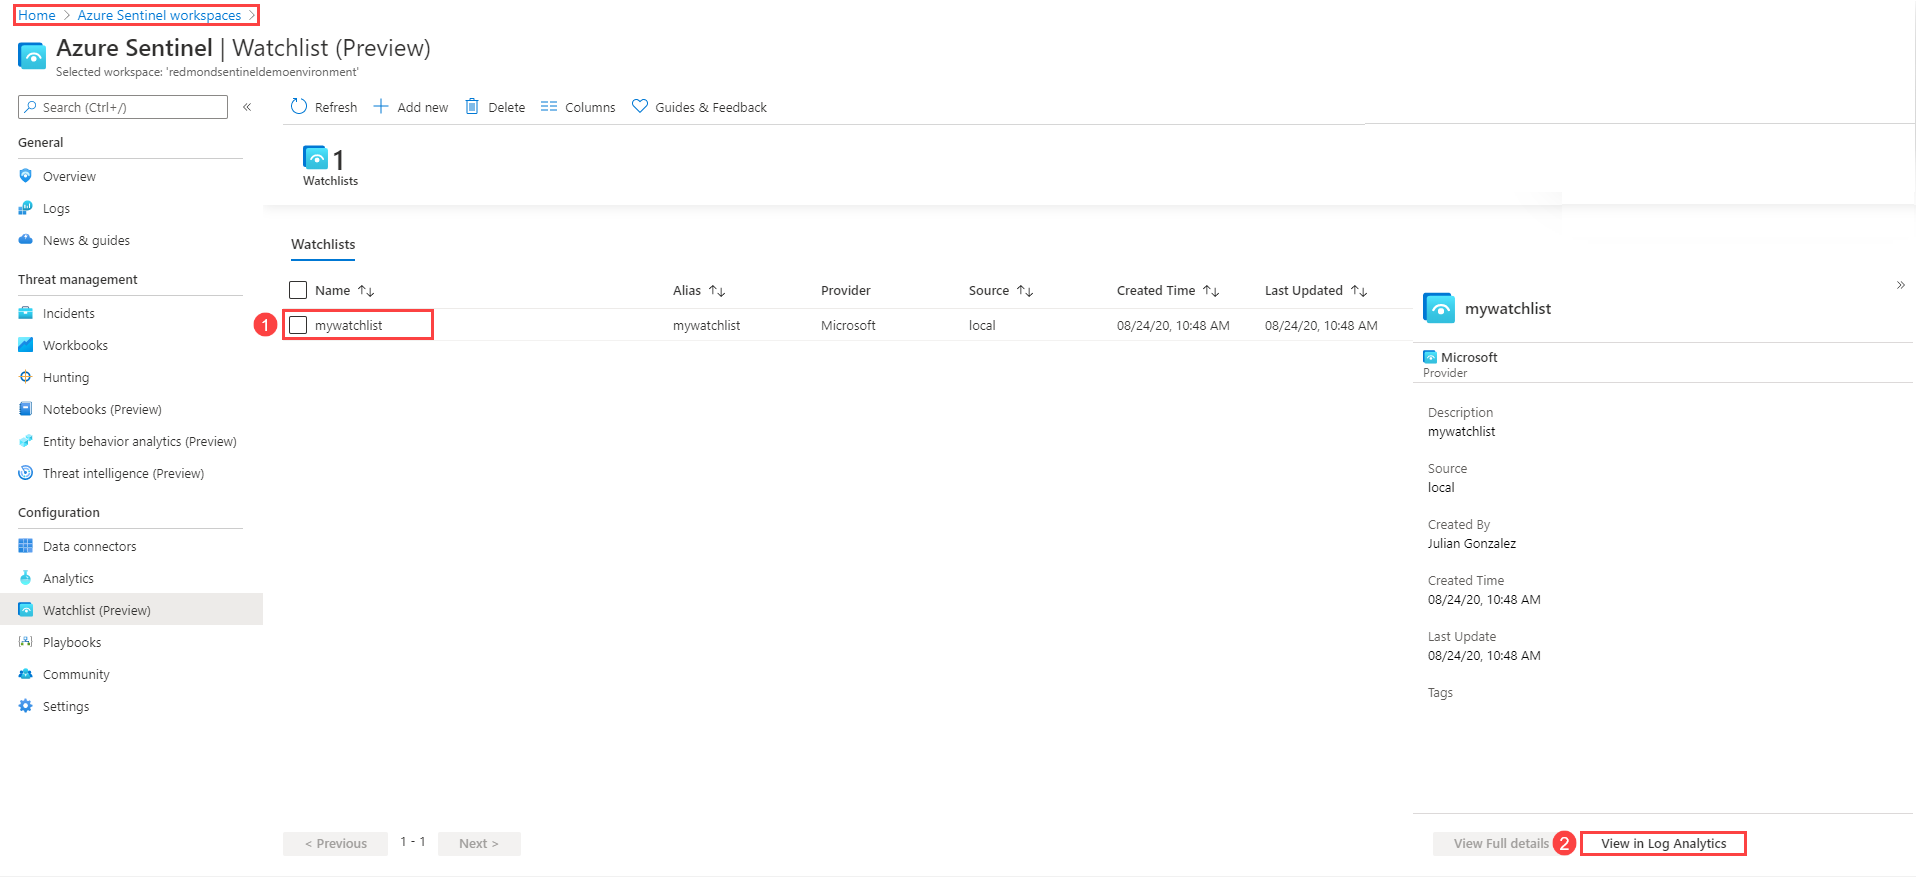 Home > Azure Sentinel workspaces >
Azure Sentinel | Watchlist (Preview)
Selected workspace: 'redmondsentineldemoenvironment'
Search (Ctrl+/)
«
Refresh
Add new
Delete
Columns
Guides & Feedback
General
Overview
Logs
News & guides
Threat management
Incidents
Workbooks
Hunting
Notebooks (Preview)
Entity behavior analytics (Preview)
Threat intelligence (Preview)
Configuration
Data connectors
Analytics
Watchlist (Preview)
Playbooks
Community
Settings
1
Watchlists
Watchlists
Name ↑↓ Alias ↑↓ Provider Source ↑↓ Created Time ↑↓ Last Updated ↑↓
1 mywatchlist mywatchlist Microsoft local 08/24/20, 10:48 AM 08/24/20, 10:48 AM
< Previous 1 - 1 Next >
»
mywatchlist
Microsoft
Provider
Description
mywatchlist
Source
local
Created By
Julian Gonzalez
Created Time
08/24/20, 10:48 AM
Last Update
08/24/20, 10:48 AM
Tags
View Full details 2 View in Log Analytics